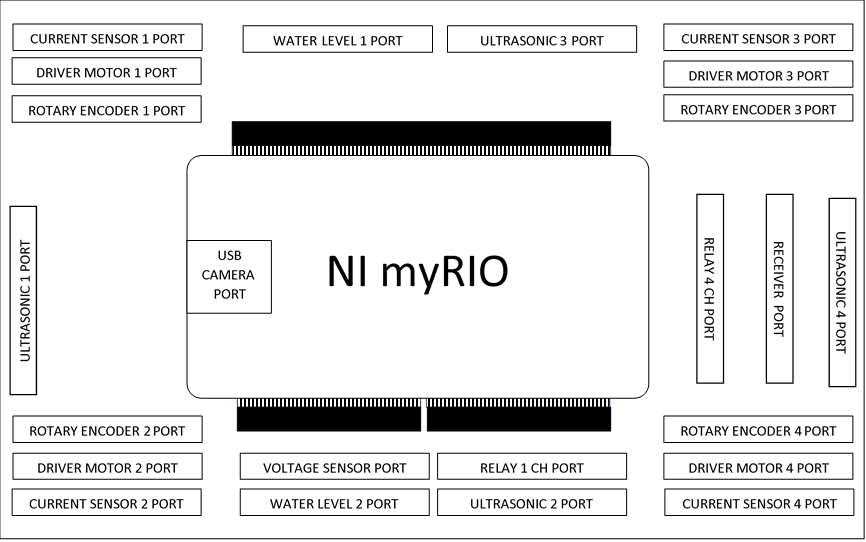 CURRENT SENSOR 1 PORT
WATER LEVEL 1 PORT
ULTRASONIC 3 PORT
CURRENT SENSOR 3 PORT
DRIVER MOTOR 1 PORT
DRIVER MOTOR 3 PORT
ROTARY ENCODER 1 PORT
ROTARY ENCODER 3 PORT
ULTRASONIC 1 PORT
USB
CAMERA
PORT
NI myRIO
RELAY 4 CH PORT
RECEIVER PORT
ULTRASONIC 4 PORT
ROTARY ENCODER 2 PORT
ROTARY ENCODER 4 PORT
DRIVER MOTOR 2 PORT
VOLTAGE SENSOR PORT
RELAY 1 CH PORT
DRIVER MOTOR 4 PORT
CURRENT SENSOR 2 PORT
WATER LEVEL 2 PORT
ULTRASONIC 2 PORT
CURRENT SENSOR 4 PORT